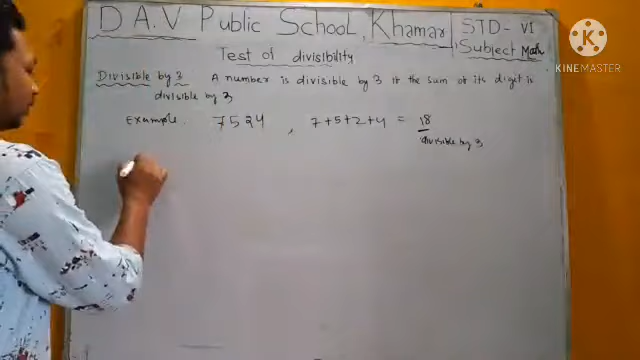 D.A.V Public School, Khamar
STD - VI
Subject Math
Test of divisibility
Divisible by 3 A number is divisible by 3 if the sum of its digit is
divisible by 3
Example. 7524 , 7+5+2+4 = 18
divisible by 3
K
KINEMASTER